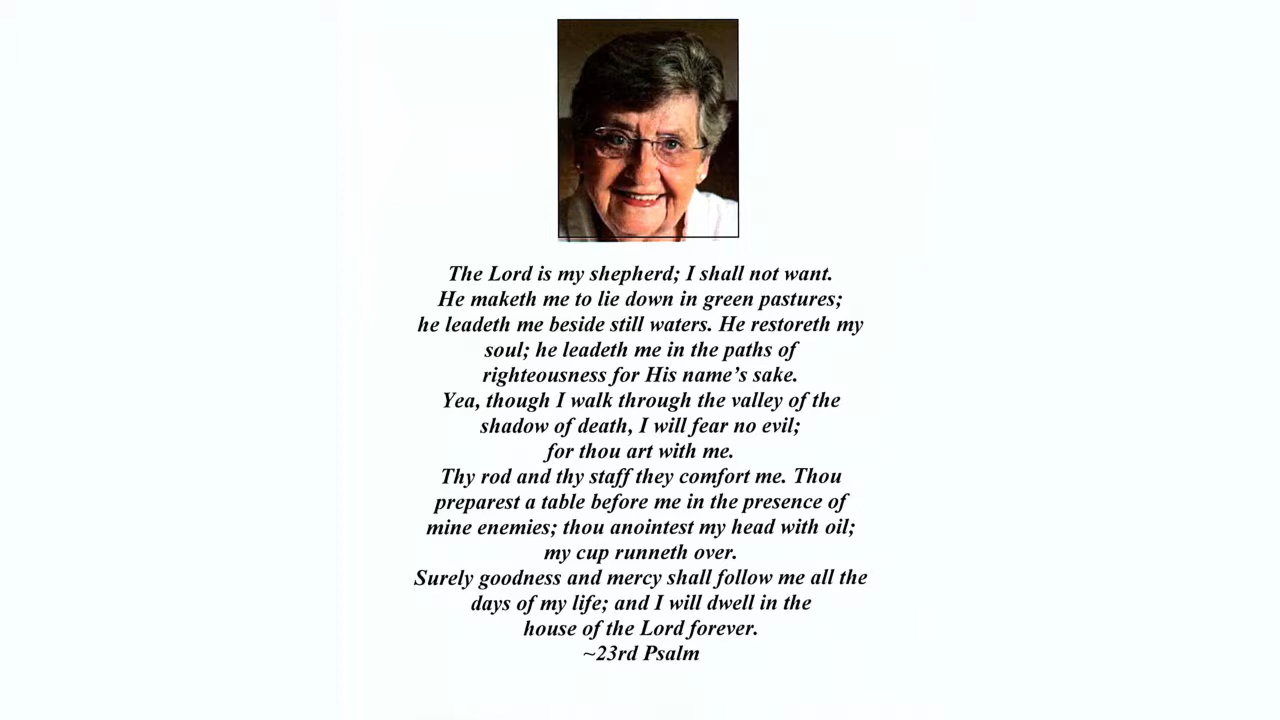 The Lord is my shepherd; I shall not want.
He maketh me to lie down in green pastures;
he leadeth me beside still waters. He restoreth my
soul; he leadeth me in the paths of
righteousness for His name’s sake.
Yea, though I walk through the valley of the
shadow of death, I will fear no evil;
for thou art with me.
Thy rod and thy staff they comfort me. Thou
preparest a table before me in the presence of
mine enemies; thou anointest my head with oil;
my cup runneth over.
Surely goodness and mercy shall follow me all the
days of my life; and I will dwell in the
house of the Lord forever.
~23rd Psalm